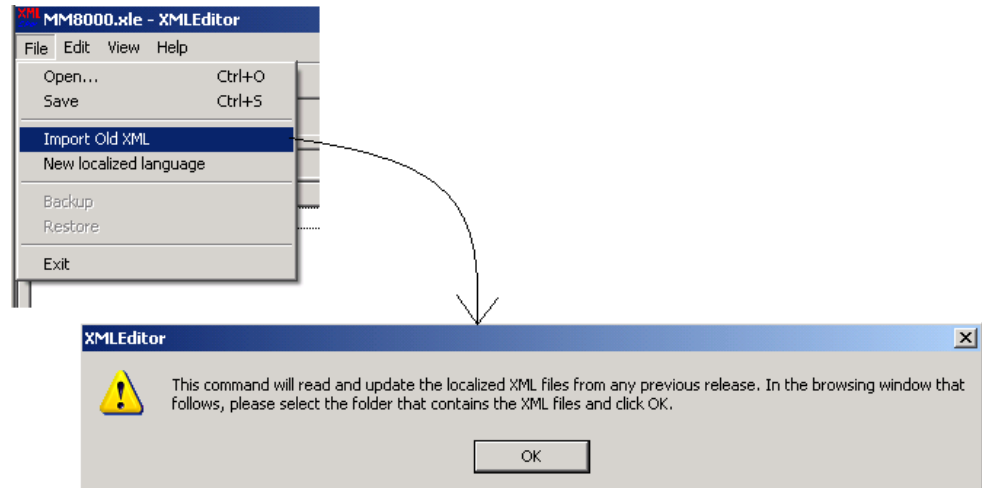 XML MM8000.xle - XMLEditor
File Edit View Help
Open... Ctrl+O
Save Ctrl+S
Import Old XML
New localized language
Backup
Restore
Exit
XMLEditor
This command will read and update the localized XML files from any previous release. In the browsing window that
follows, please select the folder that contains the XML files and click OK.
OK